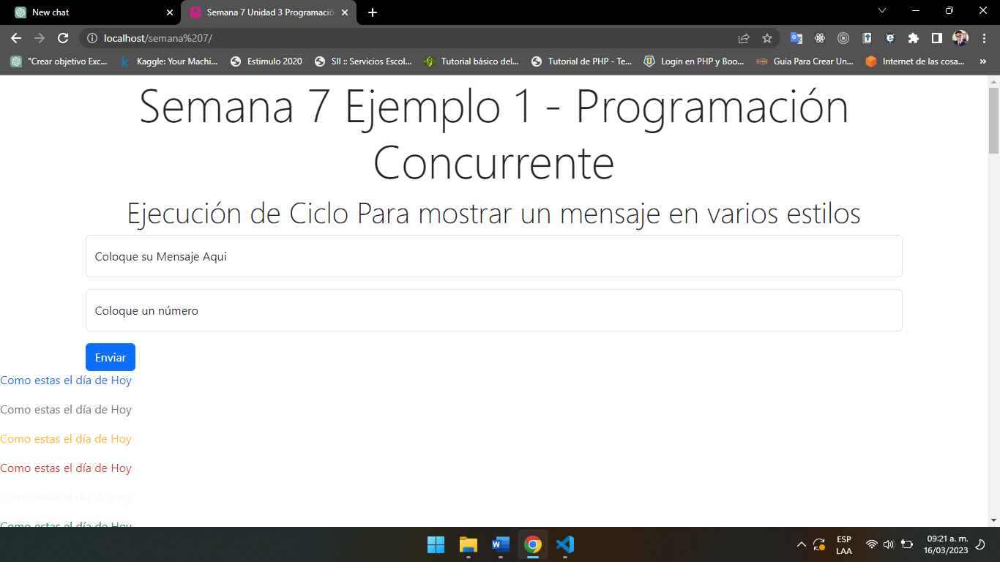 New chat
Semana 7 Unidad 3 Programació
localhost/semana%207/
"Crear objetivo Exc...
Kaggle: Your Machi...
Estimulo 2020
SII :: Servicios Escol...
Tutorial básico del...
Tutorial de PHP - Te...
Login en PHP y Boo...
Guia Para Crear Un...
Internet de las cosa...
»
Semana 7 Ejemplo 1 - Programación
Concurrente
Ejecución de Ciclo Para mostrar un mensaje en varios estilos
Coloque su Mensaje Aqui
Coloque un número
Enviar
Como estas el día de Hoy
Como estas el día de Hoy
Como estas el día de Hoy
Como estas el día de Hoy
Como estas el día de Hoy
Como estas el día de Hoy
ESP
LAA
09:21 a. m.
16/03/2023